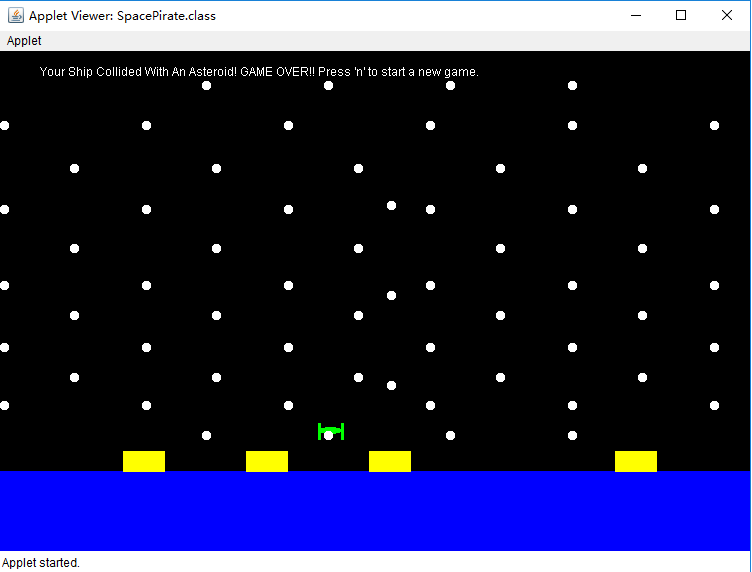 Applet Viewer: SpacePirate.class
Applet
Your Ship Collided With An Asteroid! GAME OVER!! Press 'n' to start a new game.
Applet started.